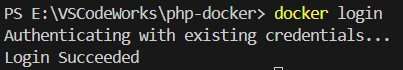 PS E:\VSCodeWorks\php-docker> docker login
Authenticating with existing credentials...
Login Succeeded